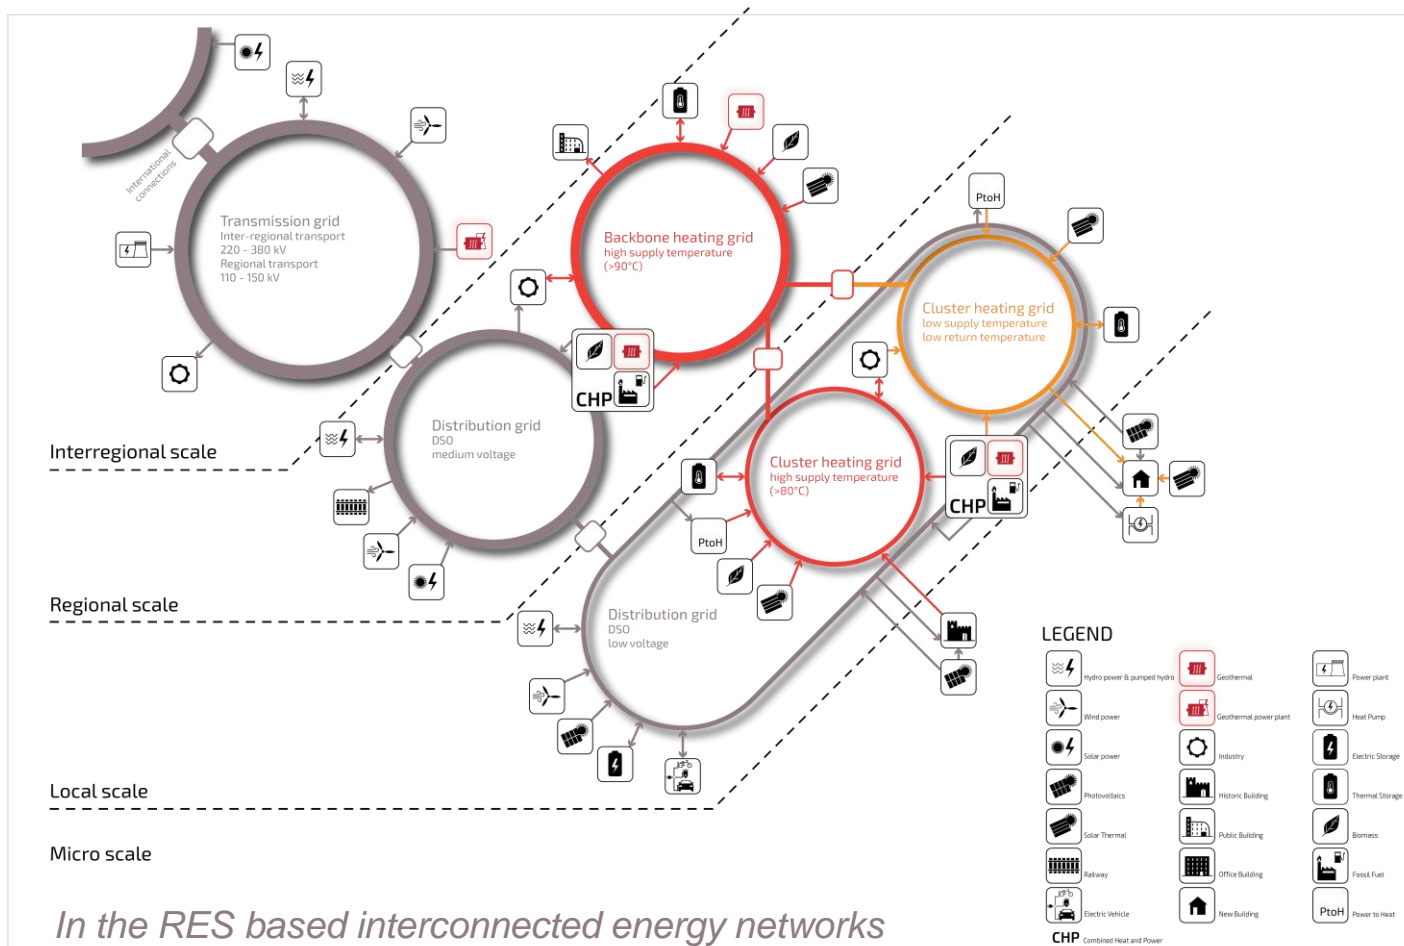 International
connections
Transmission grid
Inter-regional transport
220 - 380 kV
Regional transport
110 - 150 kV
Backbone heating grid
high supply temperature
(>90°C)
PtoH
Cluster heating grid
low supply temperature
low return temperature
CHP
Distribution grid
DSO
medium voltage
Interregional scale
Cluster heating grid
high supply temperature
(>80°C)
CHP
PtoH
Regional scale
Distribution grid
DSO
low voltage
Local scale
Micro scale
In the RES based interconnected energy networks
LEGEND
Hydro power & pumped hydro
Geothermal
Power plant
Wind power
Geothermal power plant
Heat Pump
Solar power
Industry
Electric Storage
Photovoltaics
Historic Building
Thermal Storage
Solar Thermal
Public Building
Biomass
Railway
Office Building
Fossil Fuel
Electric Vehicle
New Building
PtoH Power to Heat
CHP Combined Heat and Power